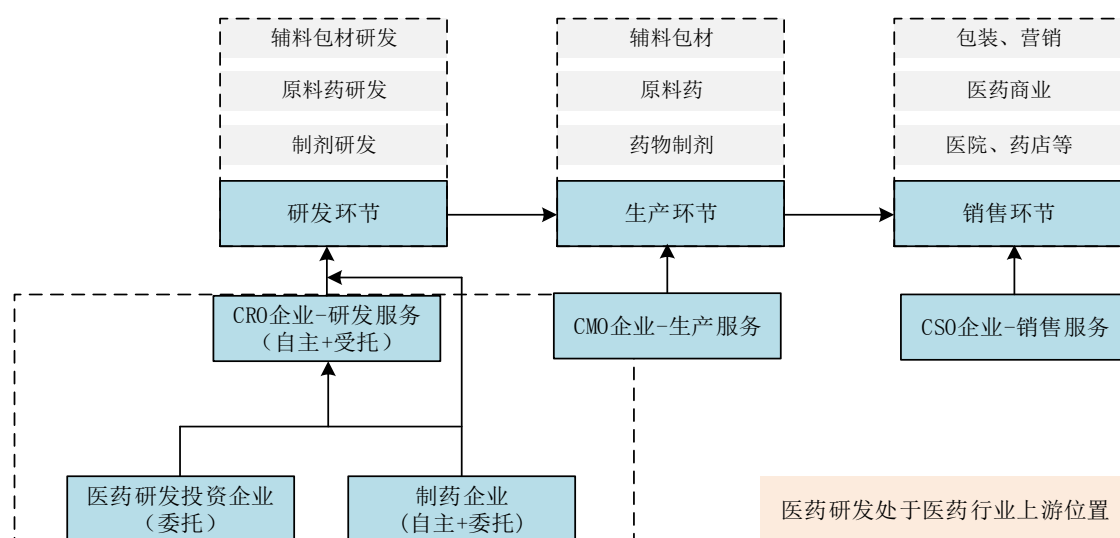 辅料包材研发
辅料包材
包装、营销
原料药研发
原料药
医药商业
制剂研发
药物制剂
医院、药店等
研发环节
生产环节
销售环节
CRO企业-研发服务
（自主+受托）
CMO企业-生产服务
CSO企业-销售服务
医药研发投资企业
（委托）
制药企业
（自主+委托）
医药研发处于医药行业上游位置